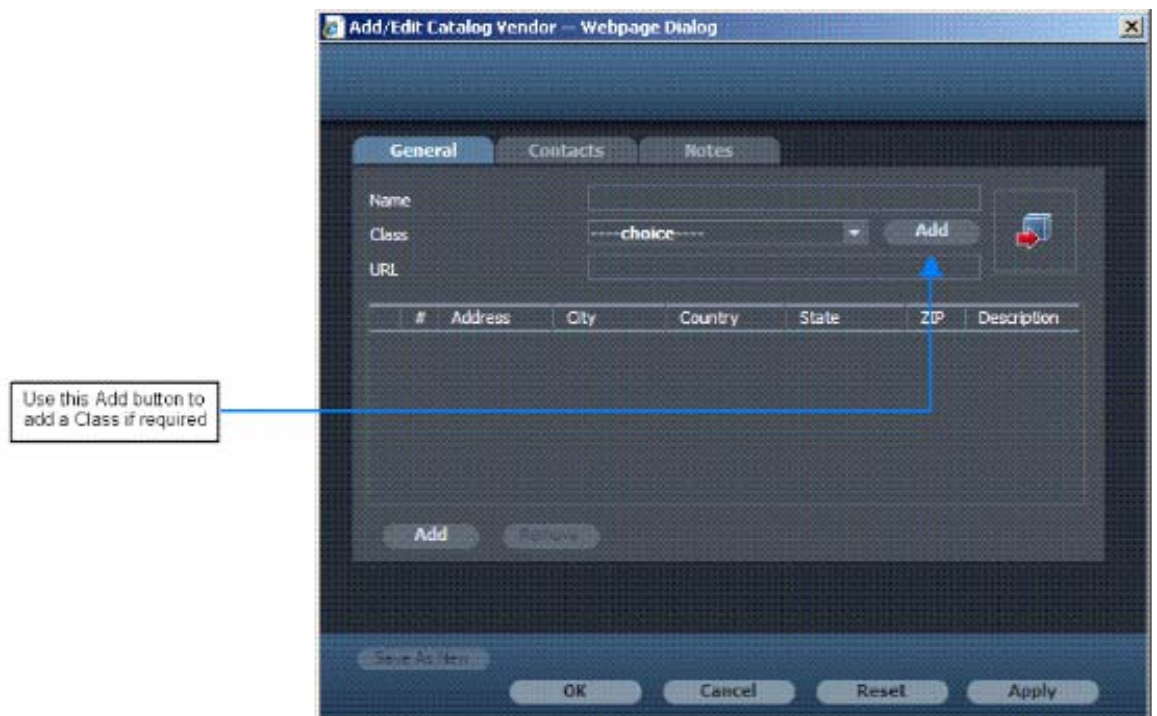 Add/Edit Catalog Vendor -- Webpage Dialog
General Contacts Notes
Name
Class ----choice---- Add
URL
# Address City Country State ZIP Description
Use this Add button to
add a Class if required
Add Remove
Save As New
OK Cancel Reset Apply